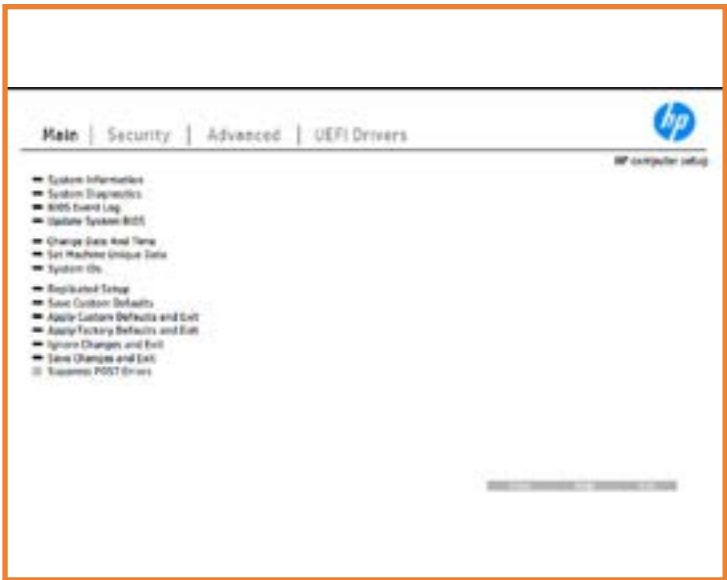 hp
Main | Security | Advanced | UEFI Drivers
HP computer setup
System Information
System Diagnostics
BIOS Event Log
Update System BIOS
Change Date And Time
Set Machine Unique Data
System IDs
Replicated Setup
Save Custom Defaults
Apply Custom Defaults and Exit
Apply Factory Defaults and Exit
Ignore Changes and Exit
Save Changes and Exit
Suppress POST Errors